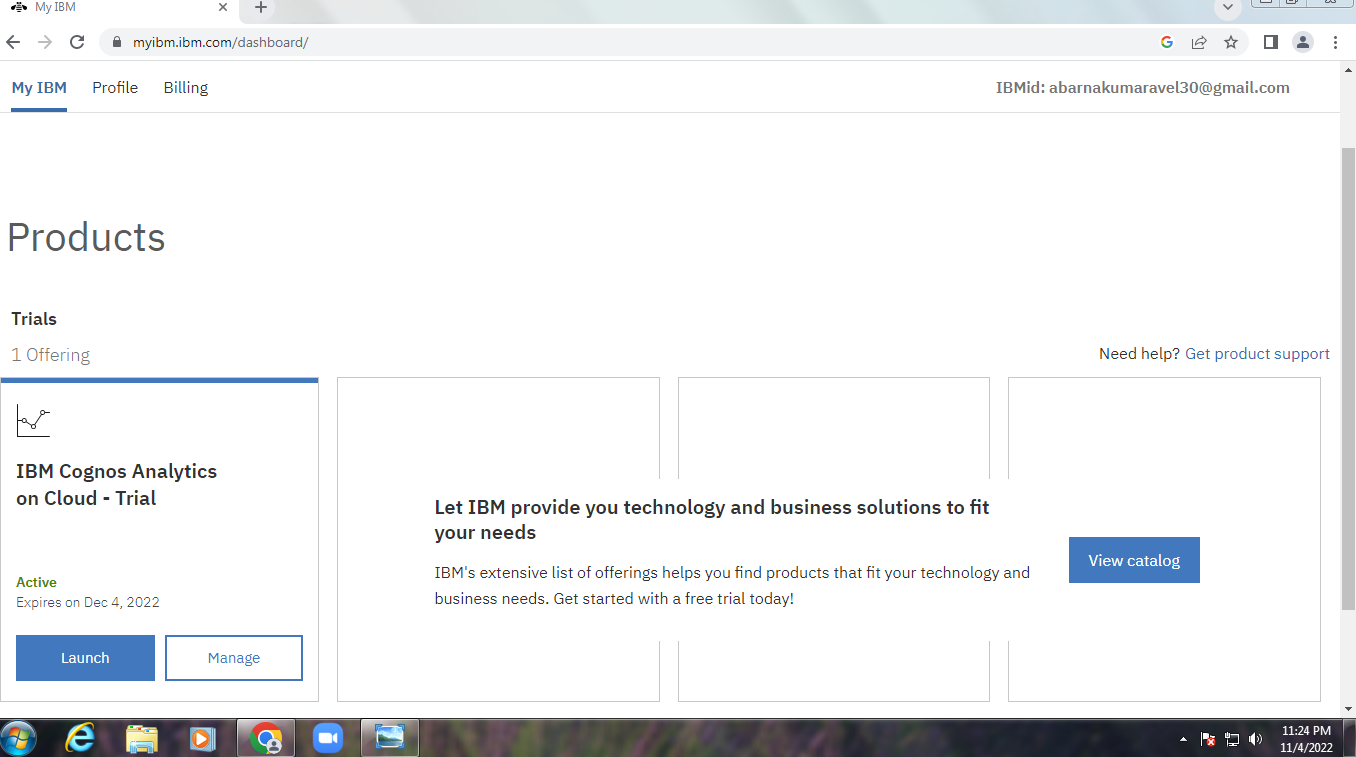 My IBM
myibm.ibm.com/dashboard/
My IBM Profile Billing IBMid: abarnakumaravel30@gmail.com
Products
Trials
1 Offering
Need help? Get product support
IBM Cognos Analytics
on Cloud - Trial
Active
Expires on Dec 4, 2022
Launch Manage
Let IBM provide you technology and business solutions to fit
your needs
IBM's extensive list of offerings helps you find products that fit your technology and
business needs. Get started with a free trial today!
View catalog
11:24 PM
11/4/2022